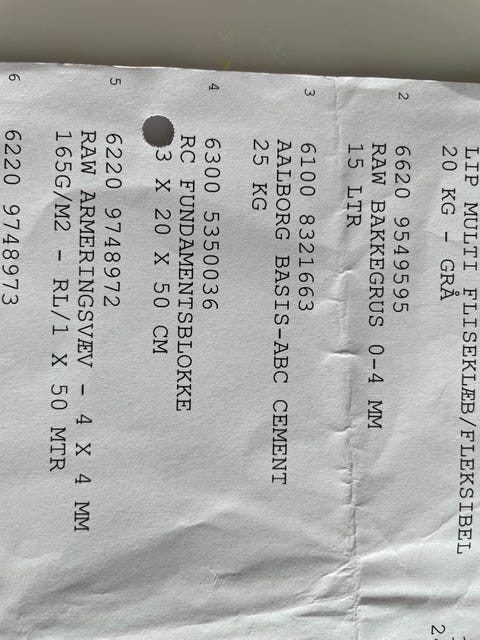 LIP MULTI FLISEKLÆB/FLEKSIBEL
20 KG - GRÅ
2 6620 9549595
RAW BAKKEGRUS 0-4 MM
15 LTR
3 6100 8321663
AALBORG BASIS-ABC CEMENT
25 KG
4 6300 5350036
RC FUNDAMENTSBLOKKE
3 X 20 X 50 CM
5 6220 9748972
RAW ARMERINGSVÆV - 4 X 4 MM
165G/M2 - RL/1 X 50 MTR
6 6220 9748973